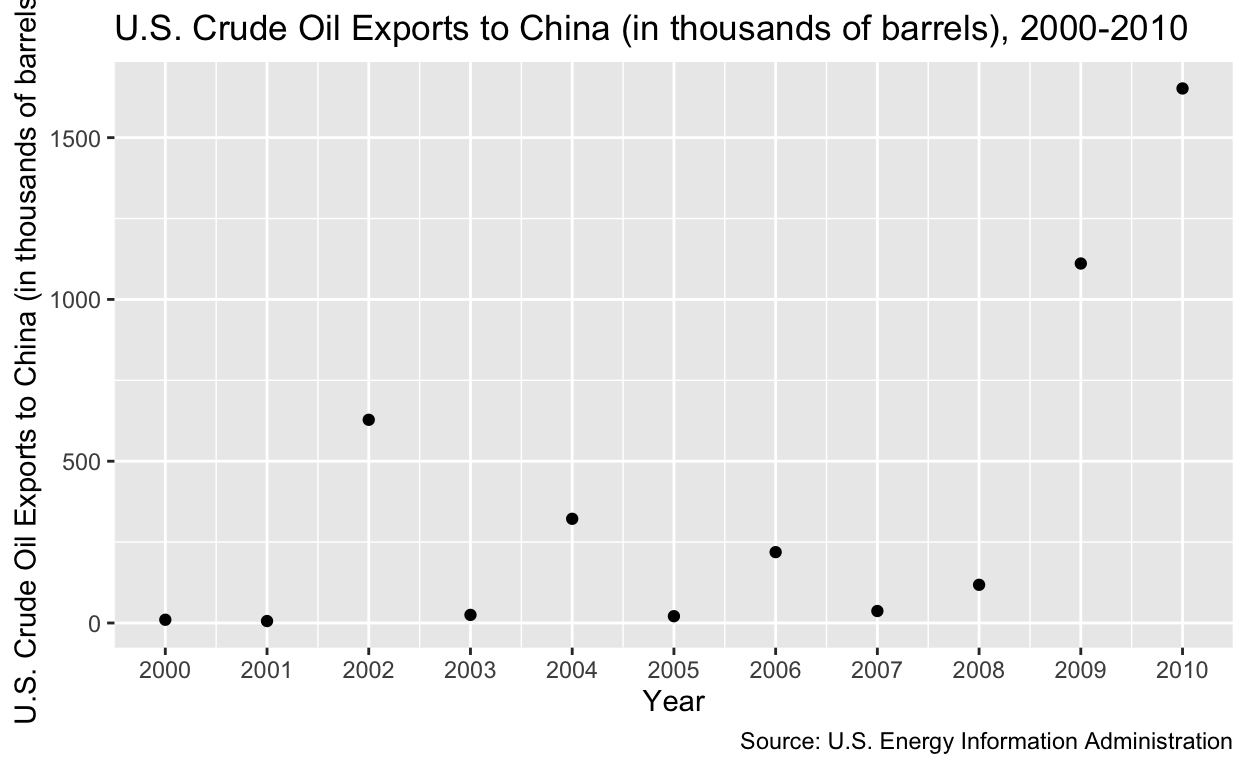 U.S. Crude Oil Exports to China (in thousands of barrels), 2000-2010
U.S. Crude Oil Exports to China (in thousands of barrels
1500
1000
500
0
2000 2001 2002 2003 2004 2005 2006 2007 2008 2009 2010
Year
Source: U.S. Energy Information Administration